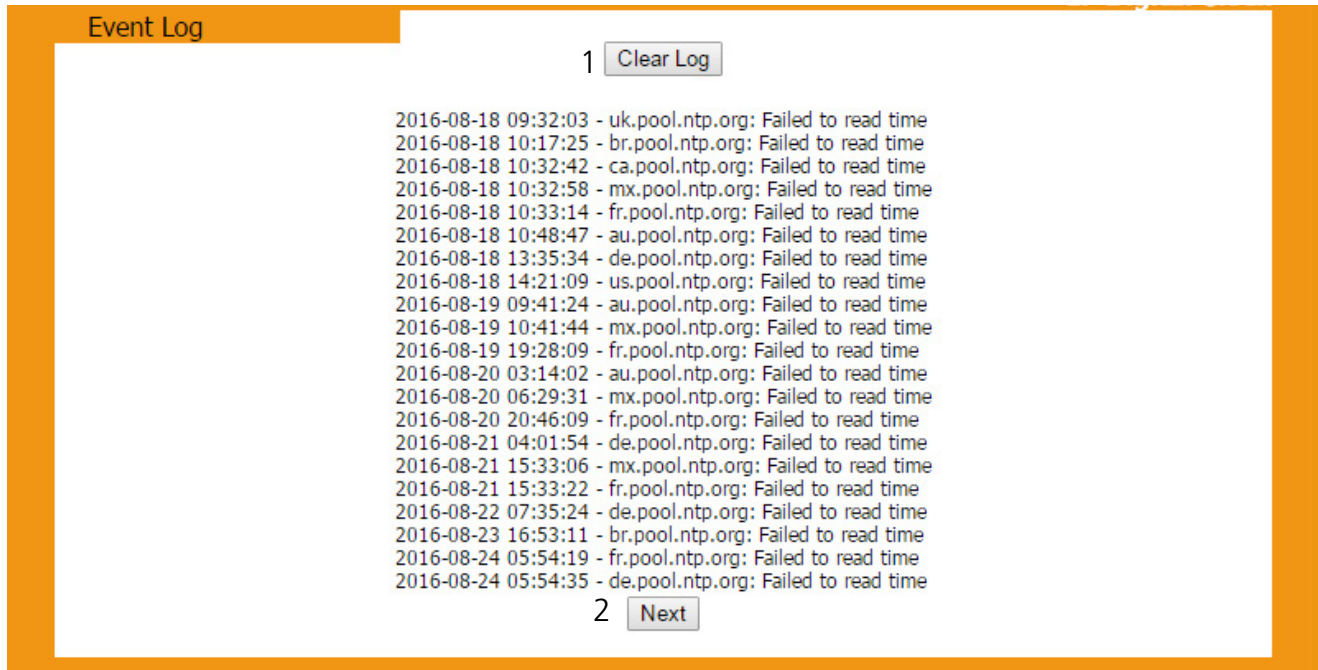 Event Log
1 Clear Log
2016-08-18 09:32:03 - uk.pool.ntp.org: Failed to read time
2016-08-18 10:17:25 - br.pool.ntp.org: Failed to read time
2016-08-18 10:32:42 - ca.pool.ntp.org: Failed to read time
2016-08-18 10:32:58 - mx.pool.ntp.org: Failed to read time
2016-08-18 10:33:14 - fr.pool.ntp.org: Failed to read time
2016-08-18 10:48:47 - au.pool.ntp.org: Failed to read time
2016-08-18 13:35:34 - de.pool.ntp.org: Failed to read time
2016-08-18 14:21:09 - us.pool.ntp.org: Failed to read time
2016-08-19 09:41:24 - au.pool.ntp.org: Failed to read time
2016-08-19 10:41:44 - mx.pool.ntp.org: Failed to read time
2016-08-19 19:28:09 - fr.pool.ntp.org: Failed to read time
2016-08-20 03:14:02 - au.pool.ntp.org: Failed to read time
2016-08-20 06:29:31 - mx.pool.ntp.org: Failed to read time
2016-08-20 20:46:09 - fr.pool.ntp.org: Failed to read time
2016-08-21 04:01:54 - de.pool.ntp.org: Failed to read time
2016-08-21 15:33:06 - mx.pool.ntp.org: Failed to read time
2016-08-21 15:33:22 - fr.pool.ntp.org: Failed to read time
2016-08-22 07:35:24 - de.pool.ntp.org: Failed to read time
2016-08-23 16:53:11 - br.pool.ntp.org: Failed to read time
2016-08-24 05:54:19 - fr.pool.ntp.org: Failed to read time
2016-08-24 05:54:35 - de.pool.ntp.org: Failed to read time
2 Next